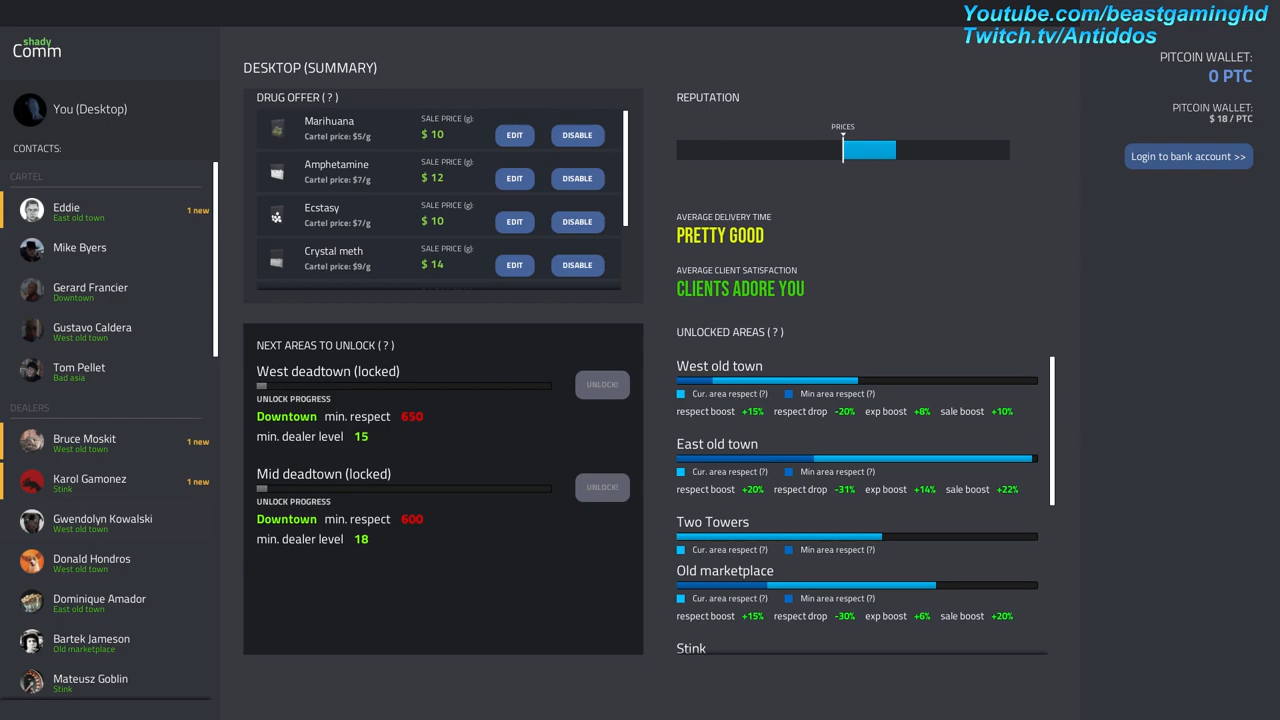 Youtube.com/beastgaminghd
Twitch.tv/Antiddos
shady
Comm
You (Desktop)
CONTACTS:
CARTEL
Eddie
East old town
1 new
Mike Byers
Gerard Francier
Downtown
Gustavo Caldera
West old town
Tom Pellet
Bad asia
DEALERS
Bruce Moskit
West old town
1 new
Karol Gamonez
Stink
1 new
Gwendolyn Kowalski
West old town
Donald Hondros
West old town
Dominique Amador
East old town
Bartek Jameson
Old marketplace
Mateusz Goblin
Stink
DESKTOP (SUMMARY)
DRUG OFFER ( ? )
Marihuana
Cartel price: $5/g
SALE PRICE (g):
$ 10
EDIT
DISABLE
Amphetamine
Cartel price: $7/g
SALE PRICE (g):
$ 12
EDIT
DISABLE
Ecstasy
Cartel price: $7/g
SALE PRICE (g):
$ 10
EDIT
DISABLE
Crystal meth
Cartel price: $9/g
SALE PRICE (g):
$ 14
EDIT
DISABLE
NEXT AREAS TO UNLOCK ( ? )
West deadtown (locked)
UNLOCK!
UNLOCK PROGRESS
Downtown min. respect 650
min. dealer level 15
Mid deadtown (locked)
UNLOCK!
UNLOCK PROGRESS
Downtown min. respect 600
min. dealer level 18
REPUTATION
PRICES
AVERAGE DELIVERY TIME
PRETTY GOOD
AVERAGE CLIENT SATISFACTION
CLIENTS ADORE YOU
UNLOCKED AREAS ( ? )
West old town
Cur. area respect (?) Min area respect (?)
respect boost +15% respect drop -20% exp boost +8% sale boost +10%
East old town
Cur. area respect (?) Min area respect (?)
respect boost +20% respect drop -31% exp boost +14% sale boost +22%
Two Towers
Cur. area respect (?) Min area respect (?)
Old marketplace
Cur. area respect (?) Min area respect (?)
respect boost +15% respect drop -30% exp boost +6% sale boost +20%
Stink
PITCOIN WALLET:
0 PTC
PITCOIN WALLET:
$ 18 / PTC
Login to bank account >>